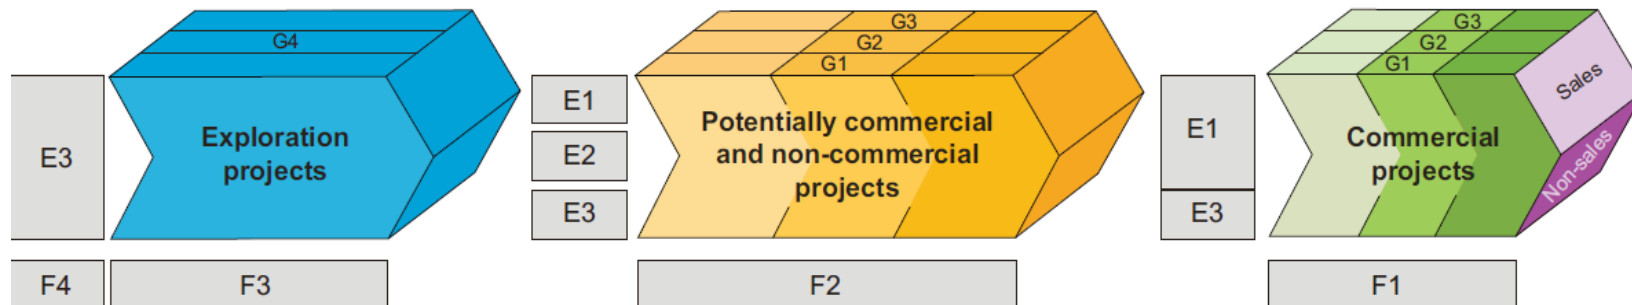 G4
E3
Exploration
projects
F4
F3
G3
G2
G1
E1
E2
E3
Potentially commercial
and non-commercial
projects
F2
G3
G2
G1
E1
E3
Commercial
projects
Sales
Non-sales
F1